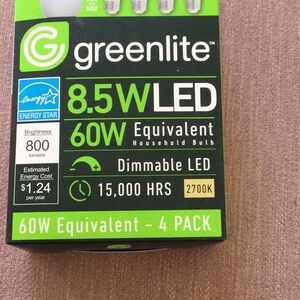 greenlite™
8.5W LED
60W Equivalent
Household Bulb
ENERGY STAR
Brightness
800
lumens
Estimated
Energy Cost
$1.24
per year
Dimmable LED
15,000 HRS 2700K
60W Equivalent - 4 PACK